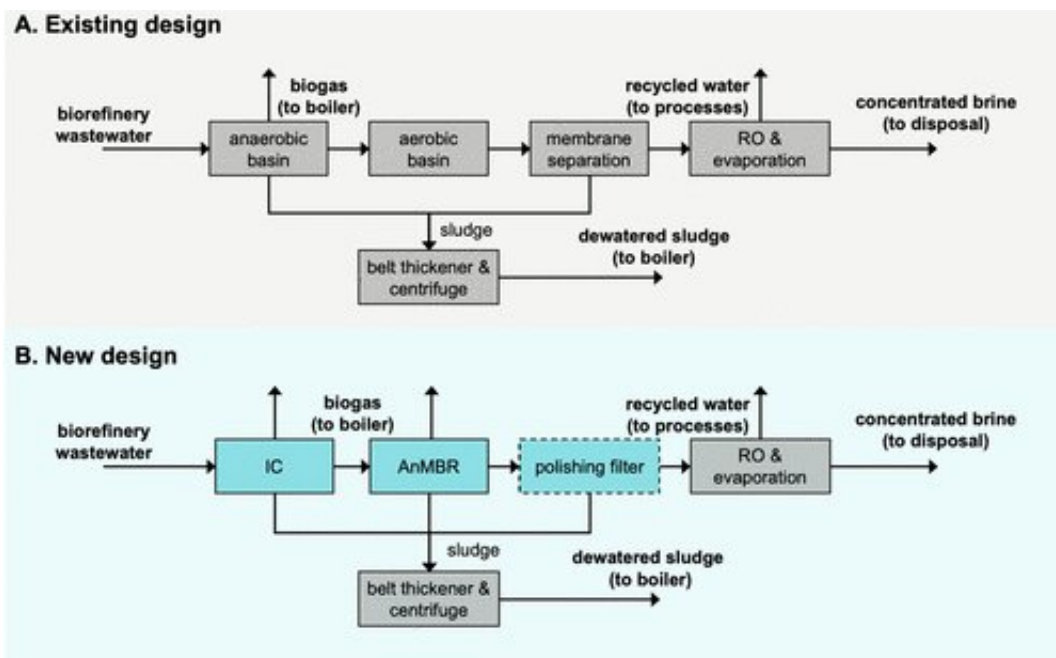 A. Existing design
biogas
(to boiler)
recycled water
(to processes)
concentrated brine
(to disposal)
biorefinery
wastewater
anaerobic
basin
aerobic
basin
membrane
separation
RO &
evaporation
sludge
dewatered sludge
(to boiler)
belt thickener &
centrifuge
B. New design
biogas
(to boiler)
recycled water
(to processes)
concentrated brine
(to disposal)
biorefinery
wastewater
IC
AnMBR
polishing filter
RO &
evaporation
sludge
dewatered sludge
(to boiler)
belt thickener &
centrifuge